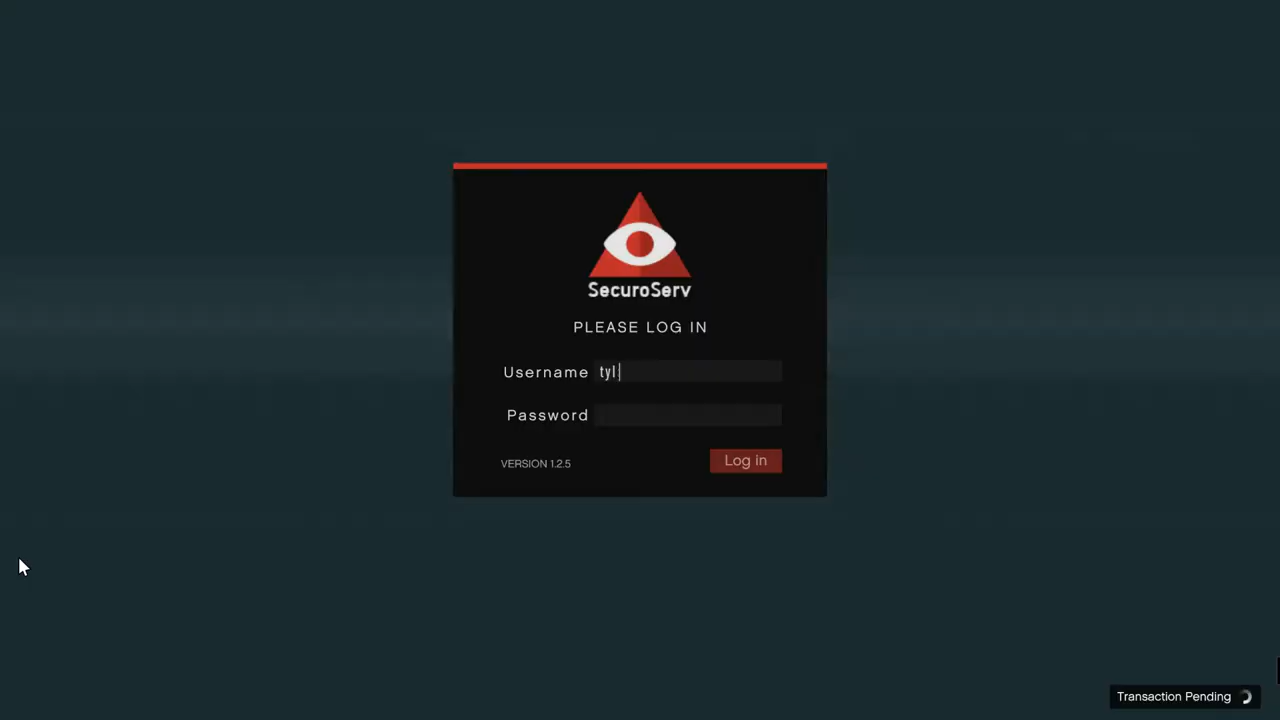 SecuroServ
PLEASE LOG IN
Username tyl
Password
VERSION 1.2.5 Log in
Transaction Pending